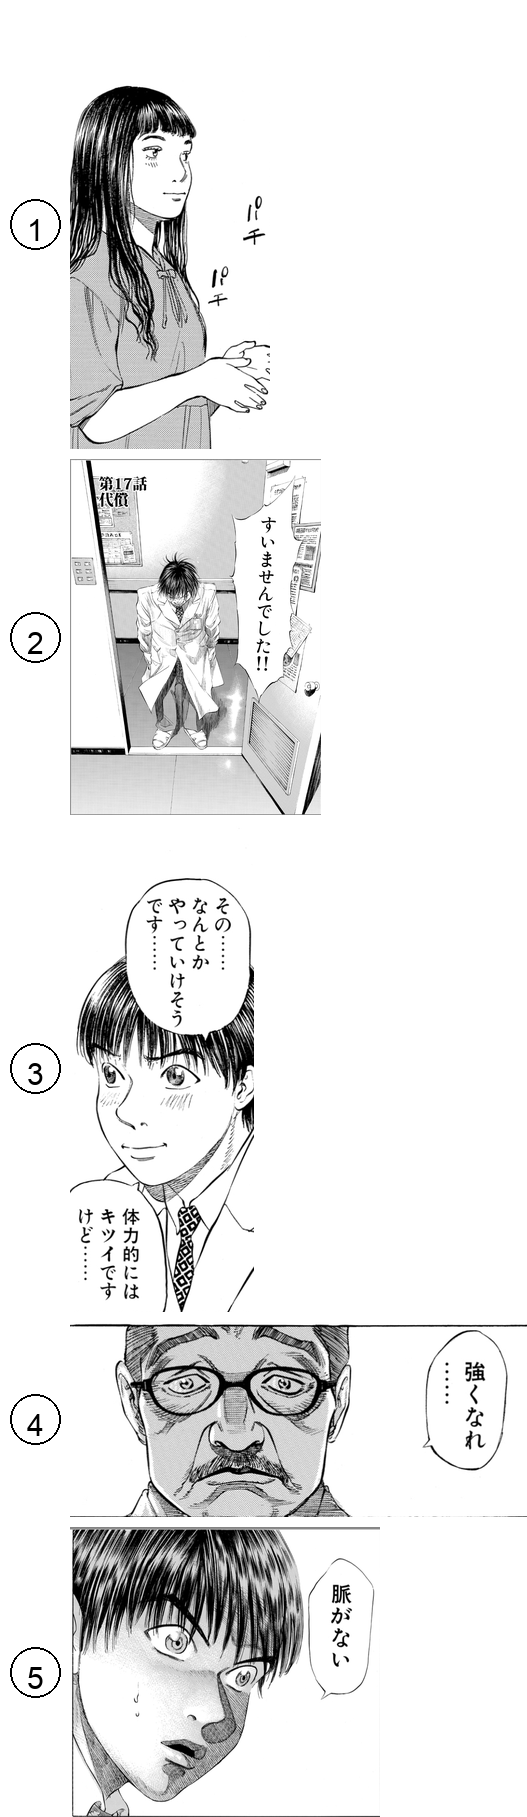 1
パチ
パチ
2
第17話
代償
すいませんでした!!
3
その……
なんとか
やっていけそう
です……
体力的には
キツイです
けど……
4
強くなれ
……
5
脈がない